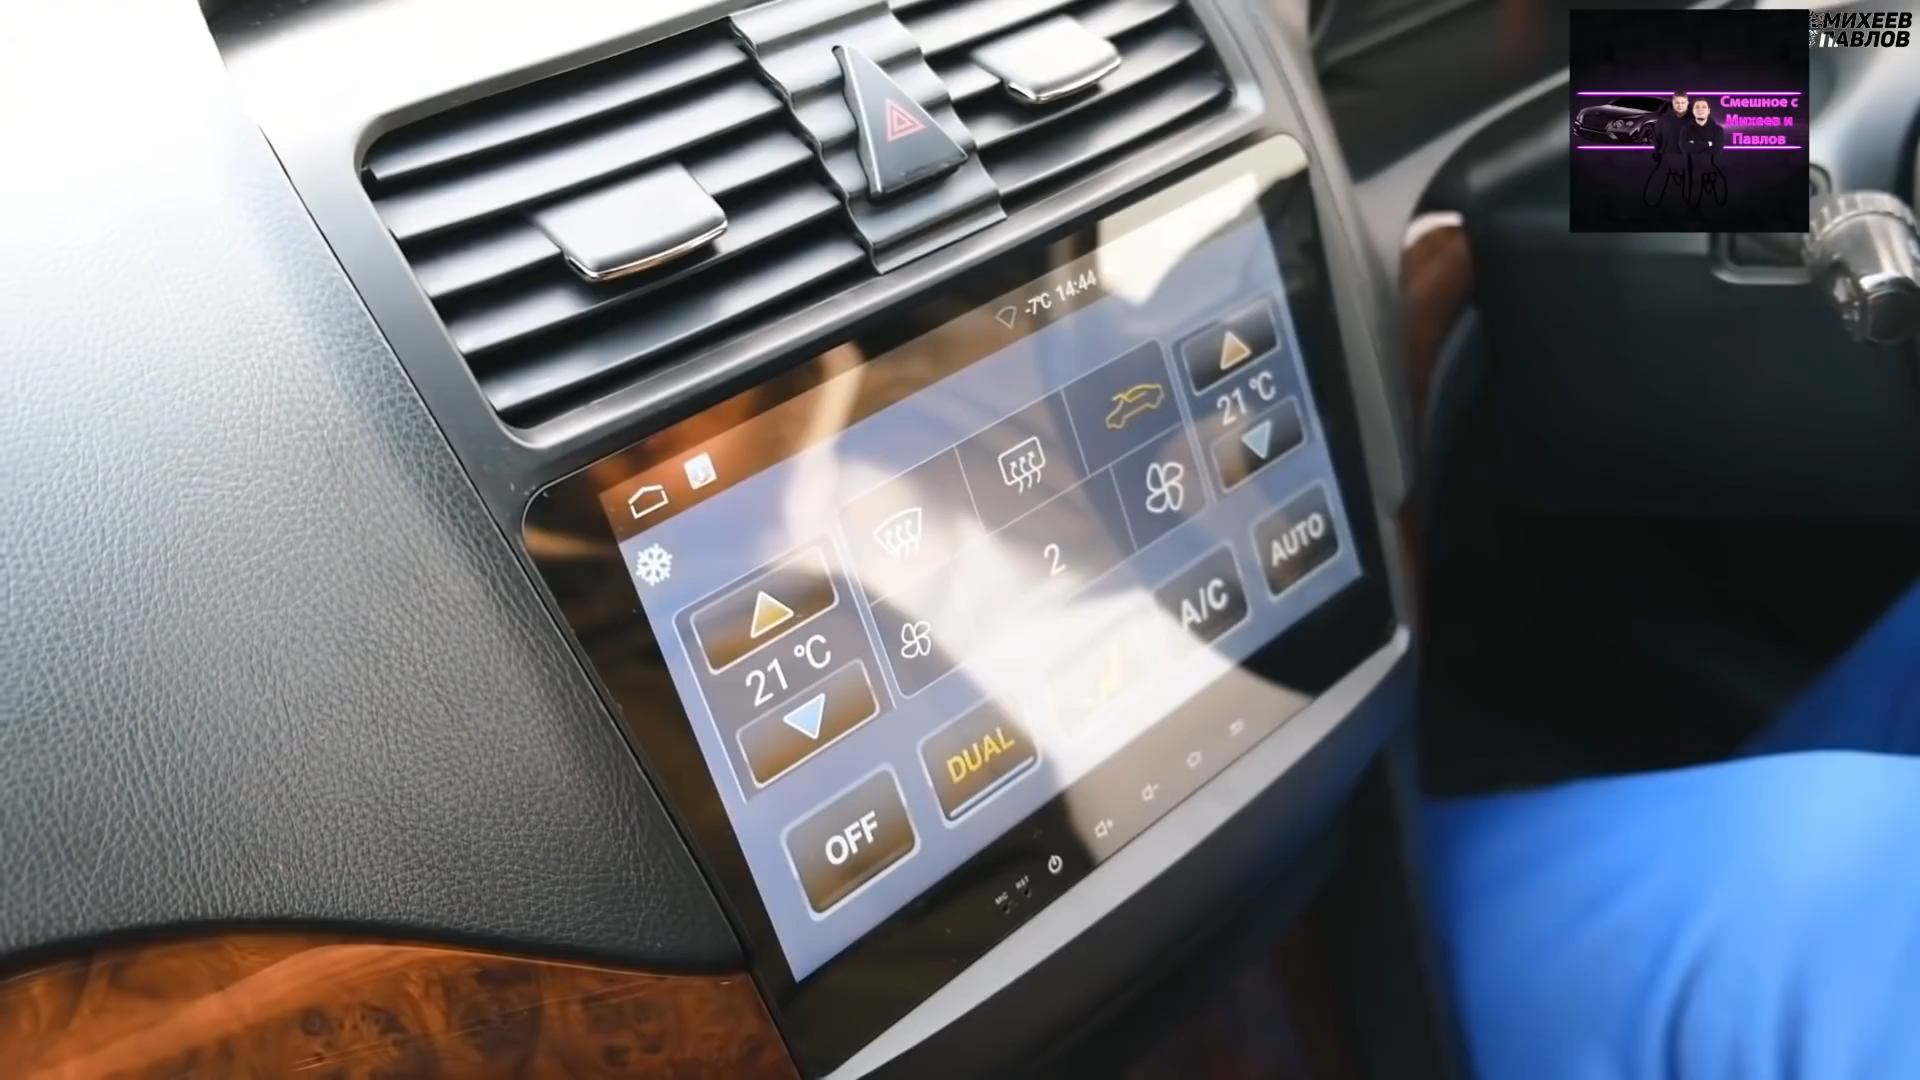 МИХЕЕВ
ПАВЛОВ
Смешное с
Михеев и
Павлов
-7°C 14:44
21 °C
2
21 °C
AUTO
A/C
DUAL
OFF
MIC
RST